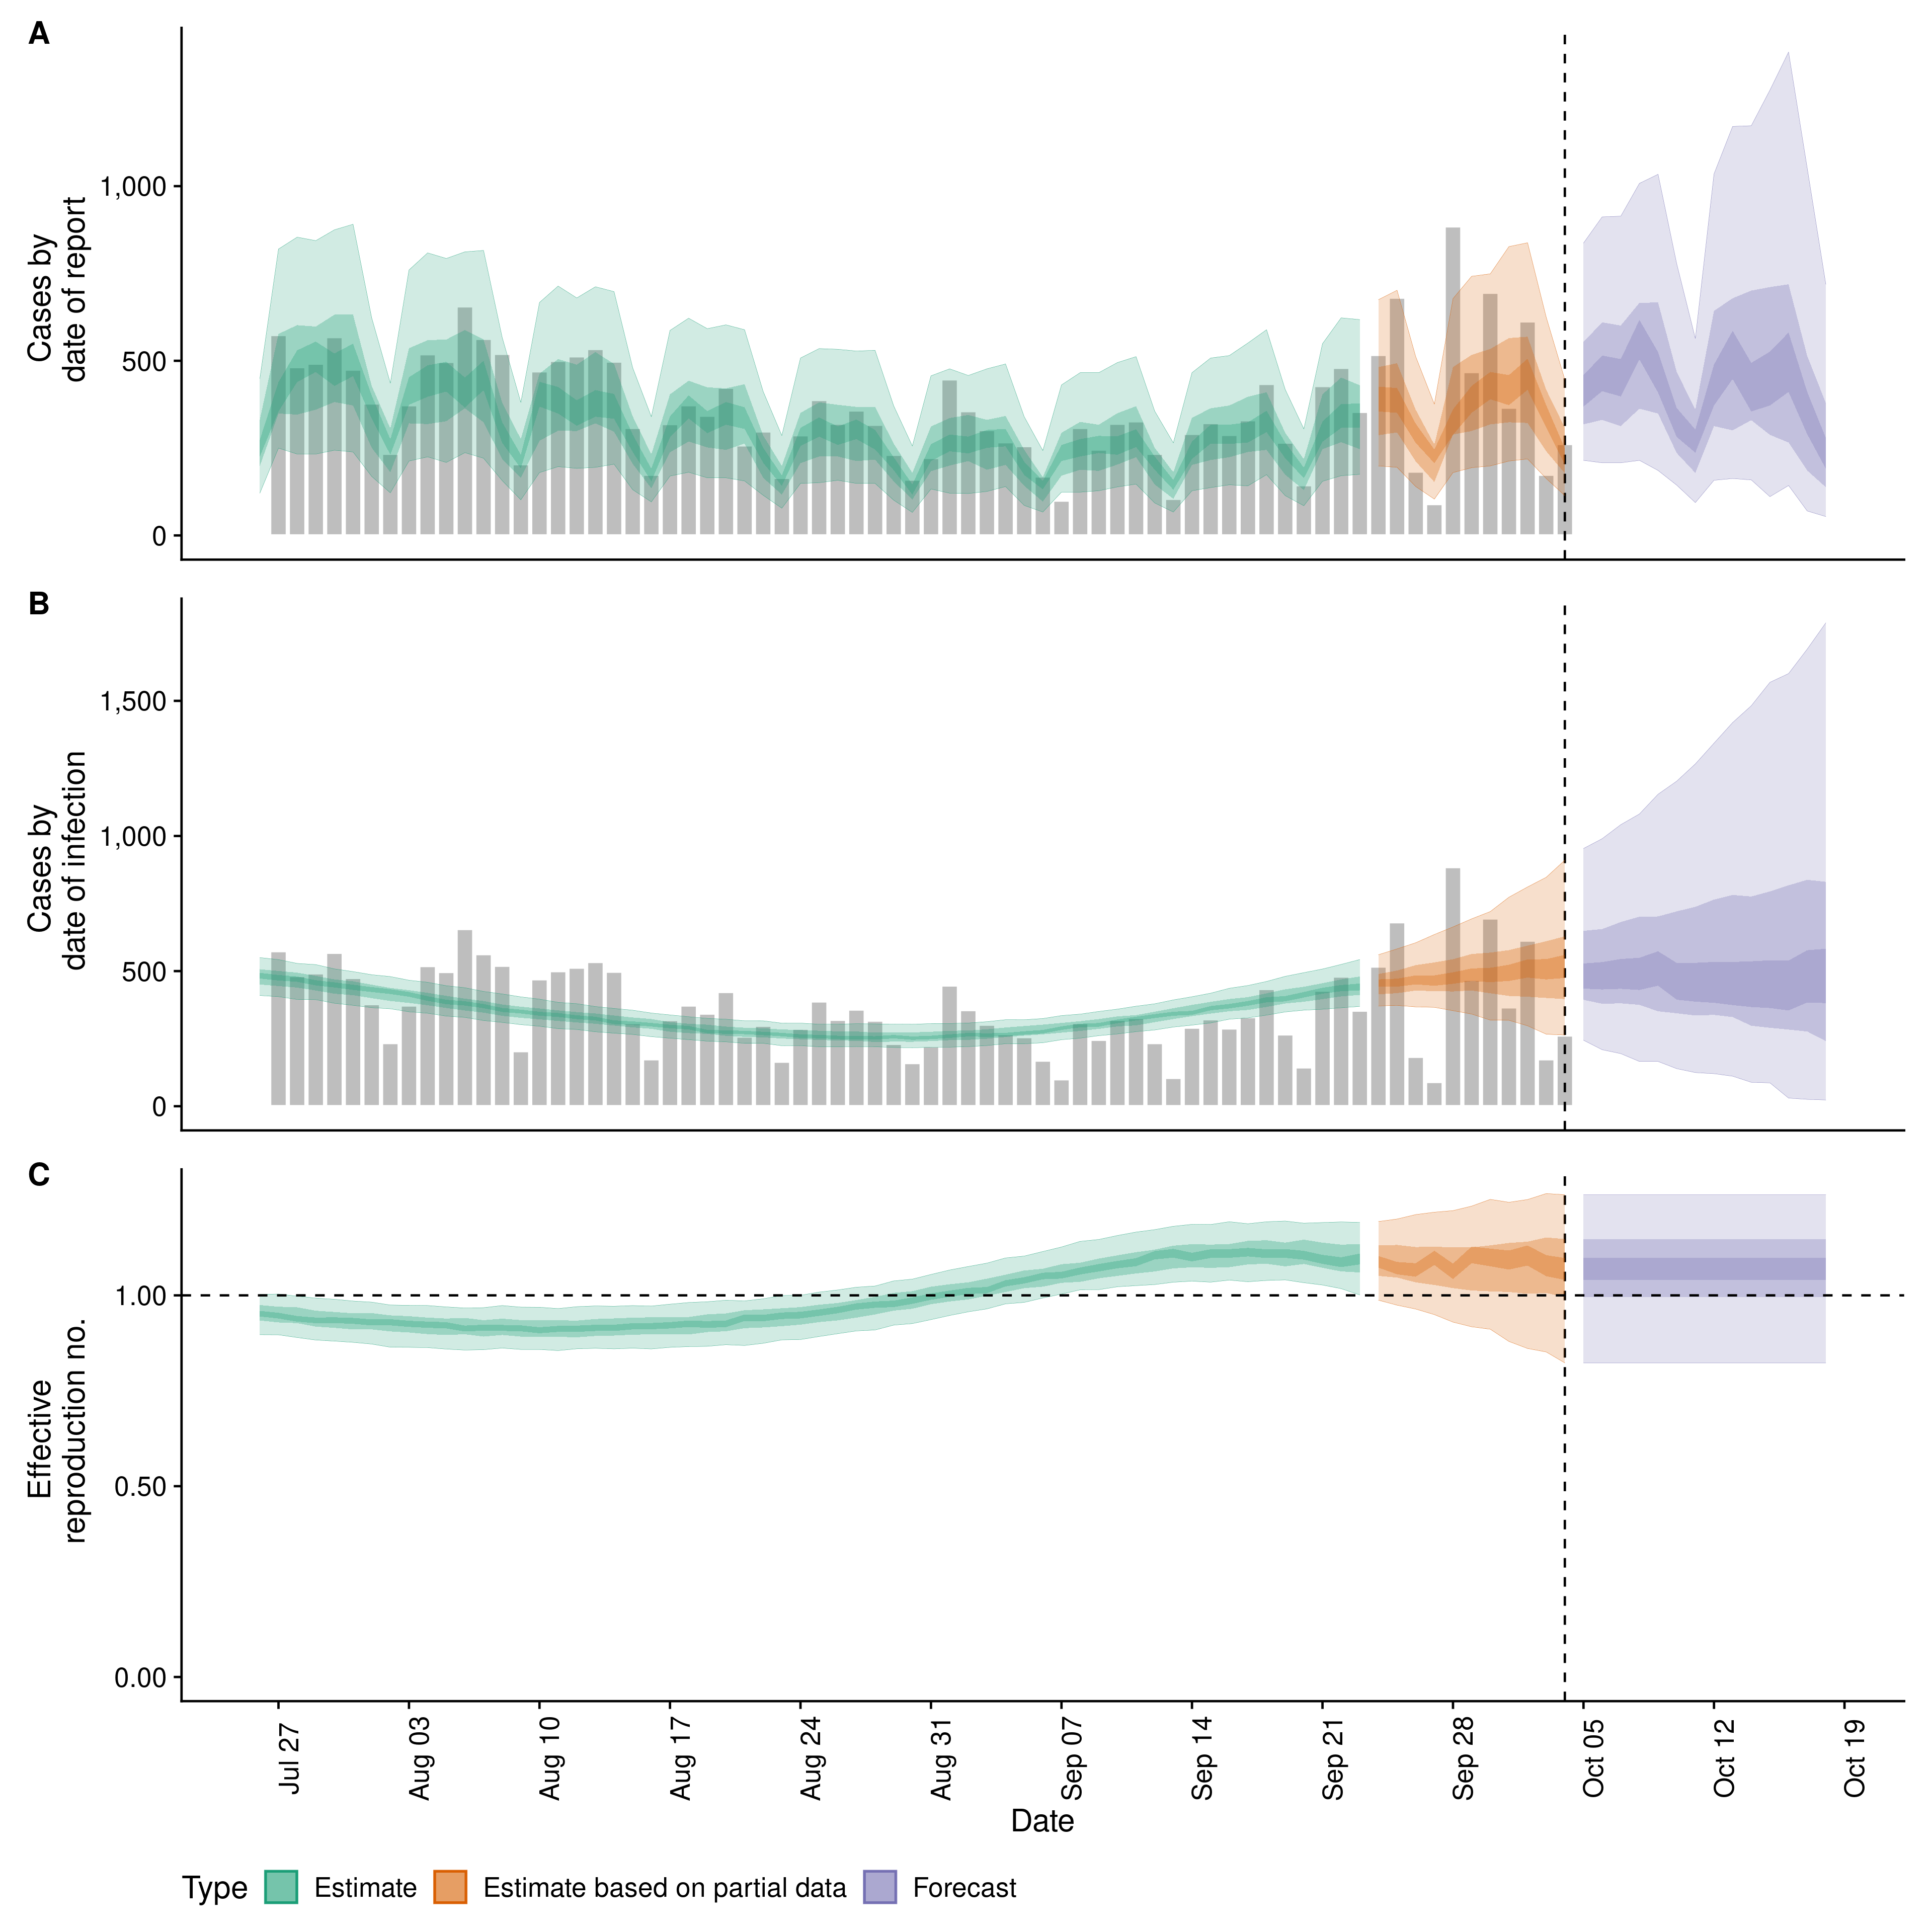 A
Cases by
date of report
1,000
500
0
B
Cases by
date of infection
1,500
1,000
500
0
C
Effective
reproduction no.
1.00
0.50
0.00
Jul 27
Aug 03
Aug 10
Aug 17
Aug 24
Aug 31
Sep 07
Sep 14
Sep 21
Sep 28
Oct 05
Oct 12
Oct 19
Date
Type Estimate Estimate based on partial data Forecast